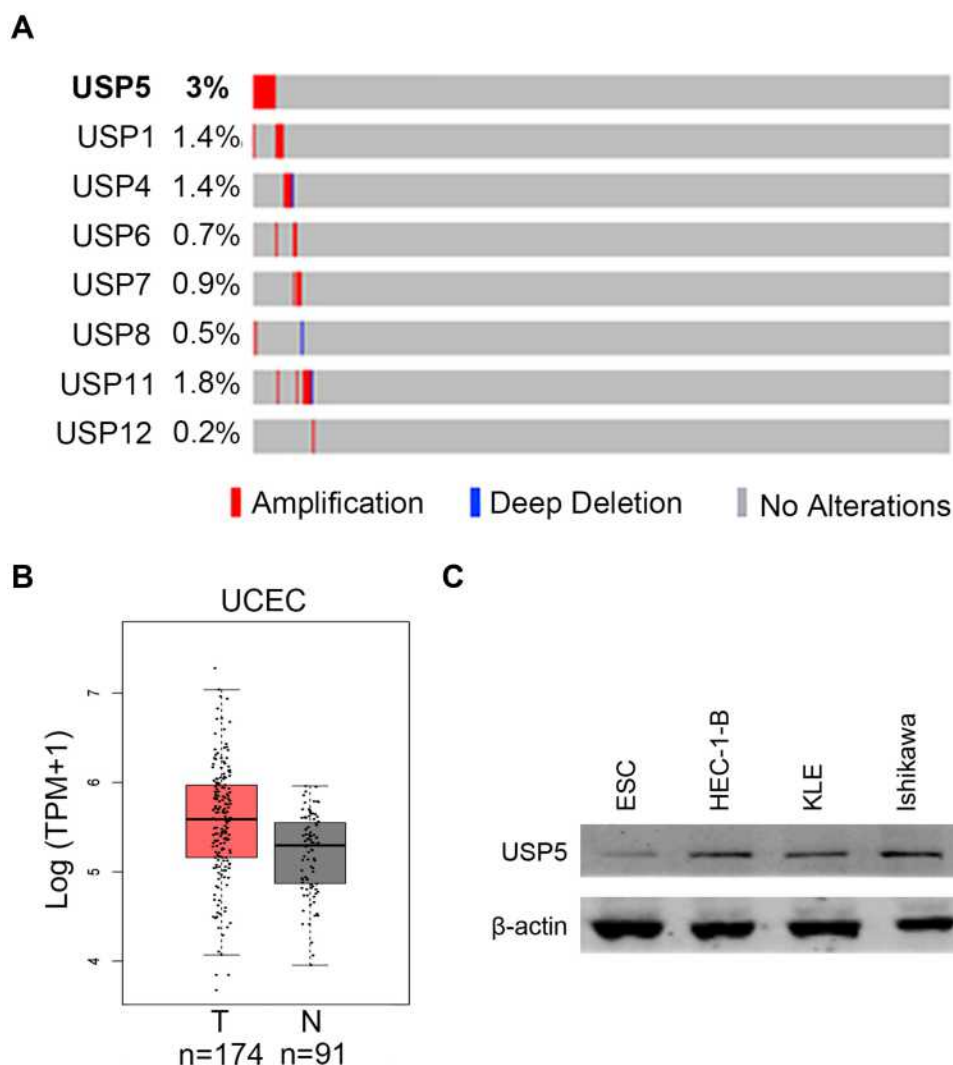 A
USP5 3%
USP1 1.4%
USP4 1.4%
USP6 0.7%
USP7 0.9%
USP8 0.5%
USP11 1.8%
USP12 0.2%
Amplification Deep Deletion No Alterations
B
UCEC
Log (TPM+1)
7
6
5
4
T N
n=174 n=91
C
ESC HEC-1-B KLE Ishikawa
USP5
β-actin